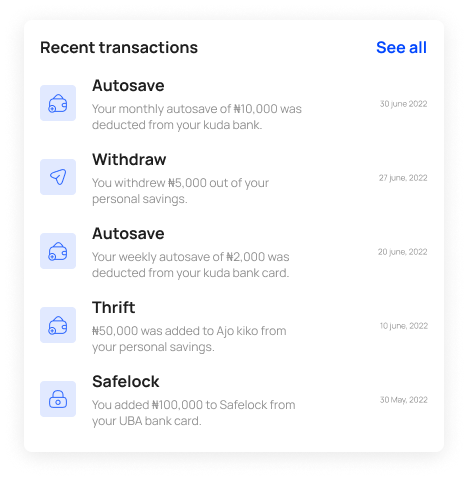 Recent transactions
See all
Autosave
Your monthly autosave of ₦10,000 was
deducted from your kuda bank.
30 june 2022
Withdraw
You withdrew ₦5,000 out of your
personal savings.
27 june, 2022
Autosave
Your weekly autosave of ₦2,000 was
deducted from your kuda bank card.
20 june, 2022
Thrift
₦50,000 was added to Ajo kiko from
your personal savings.
10 june, 2022
Safelock
You added ₦100,000 to Safelock from
your UBA bank card.
30 May, 2022